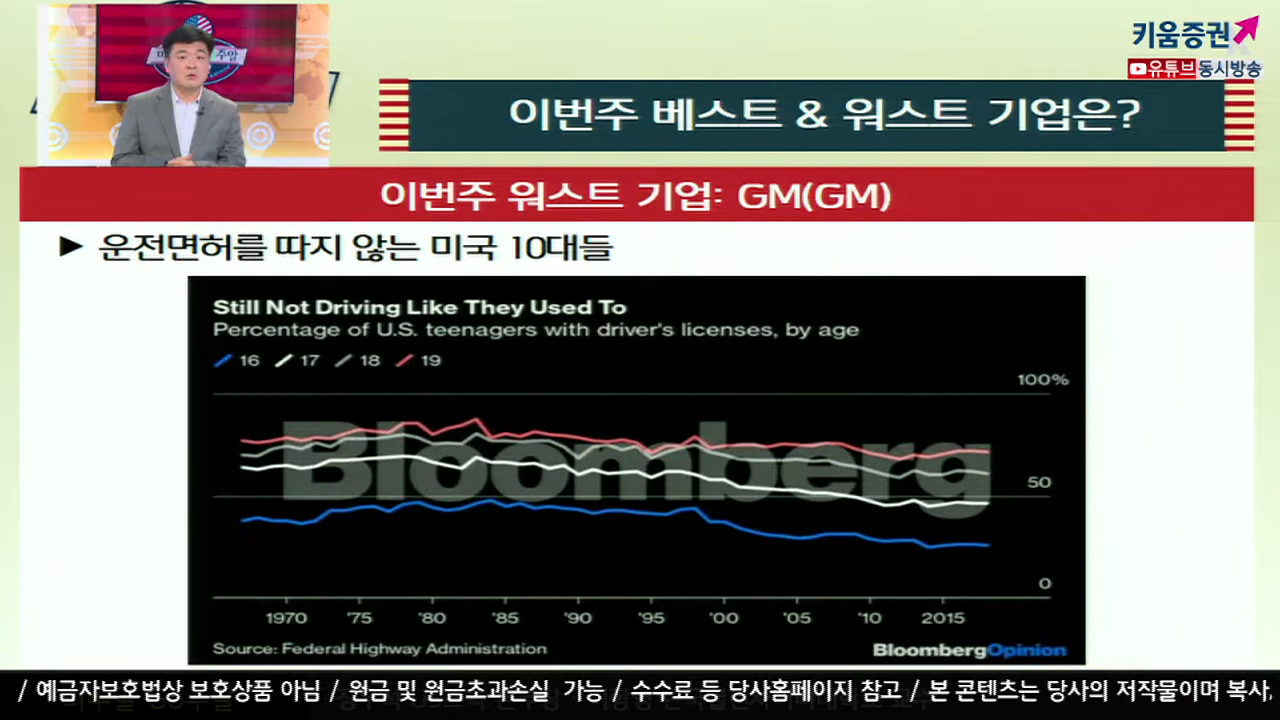 키움증권
유튜브 동시방송
이번주 베스트 & 워스트 기업은?
이번주 워스트 기업: GM(GM)
▶ 운전면허를 따지 않는 미국 10대들
Still Not Driving Like They Used To
Percentage of U.S. teenagers with driver's licenses, by age
16 17 18 19
100%
Bloomberg
50
0
1970 '75 '80 '85 '90 '95 '00 '05 '10 2015
Source: Federal Highway Administration
BloombergOpinion
/ 예금자보호법상 보호상품 아님 / 원금 및 원금초과손실 가능 / 수수료 등 당사홈페이지 참고 / 본 콘텐츠는 당사의 저작물이며 복사,